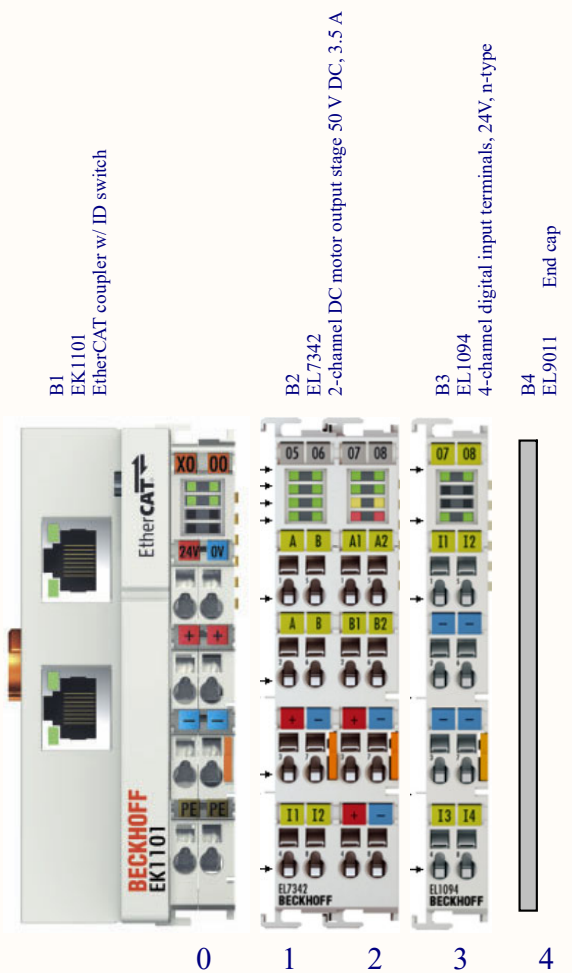 B1
EK1101
EtherCAT coupler w/ ID switch
B2
EL7342
2-channel DC motor output stage 50 V DC, 3.5 A
B3
EL1094
4-channel digital input terminals, 24V, n-type
B4
EL9011 End cap
EtherCAT
X0 00
24V 0V
+ +
− −
PE PE
BECKHOFF
EK1101
05 06 07 08
A B A1 A2
A B B1 B2
+ − + −
I1 I2 + −
EL7342
BECKHOFF
07 08
I1 I2
− −
− −
I3 I4
EL1094
BECKHOFF
0 1 2 3 4